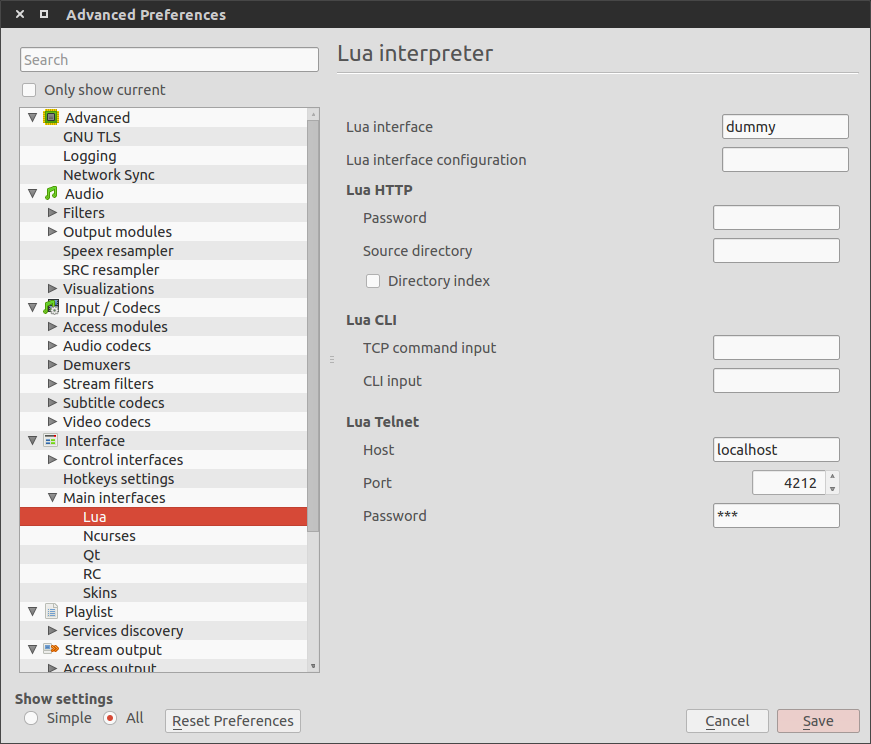 Advanced Preferences
Search
Only show current
Advanced
GNU TLS
Logging
Network Sync
Audio
Filters
Output modules
Speex resampler
SRC resampler
Visualizations
Input / Codecs
Access modules
Audio codecs
Demuxers
Stream filters
Subtitle codecs
Video codecs
Interface
Control interfaces
Hotkeys settings
Main interfaces
Lua
Ncurses
Qt
RC
Skins
Playlist
Services discovery
Stream output
Access output
Lua interpreter
Lua interface dummy
Lua interface configuration
Lua HTTP
Password
Source directory
Directory index
Lua CLI
TCP command input
CLI input
Lua Telnet
Host localhost
Port 4212
Password ***
Show settings
Simple All Reset Preferences Cancel Save